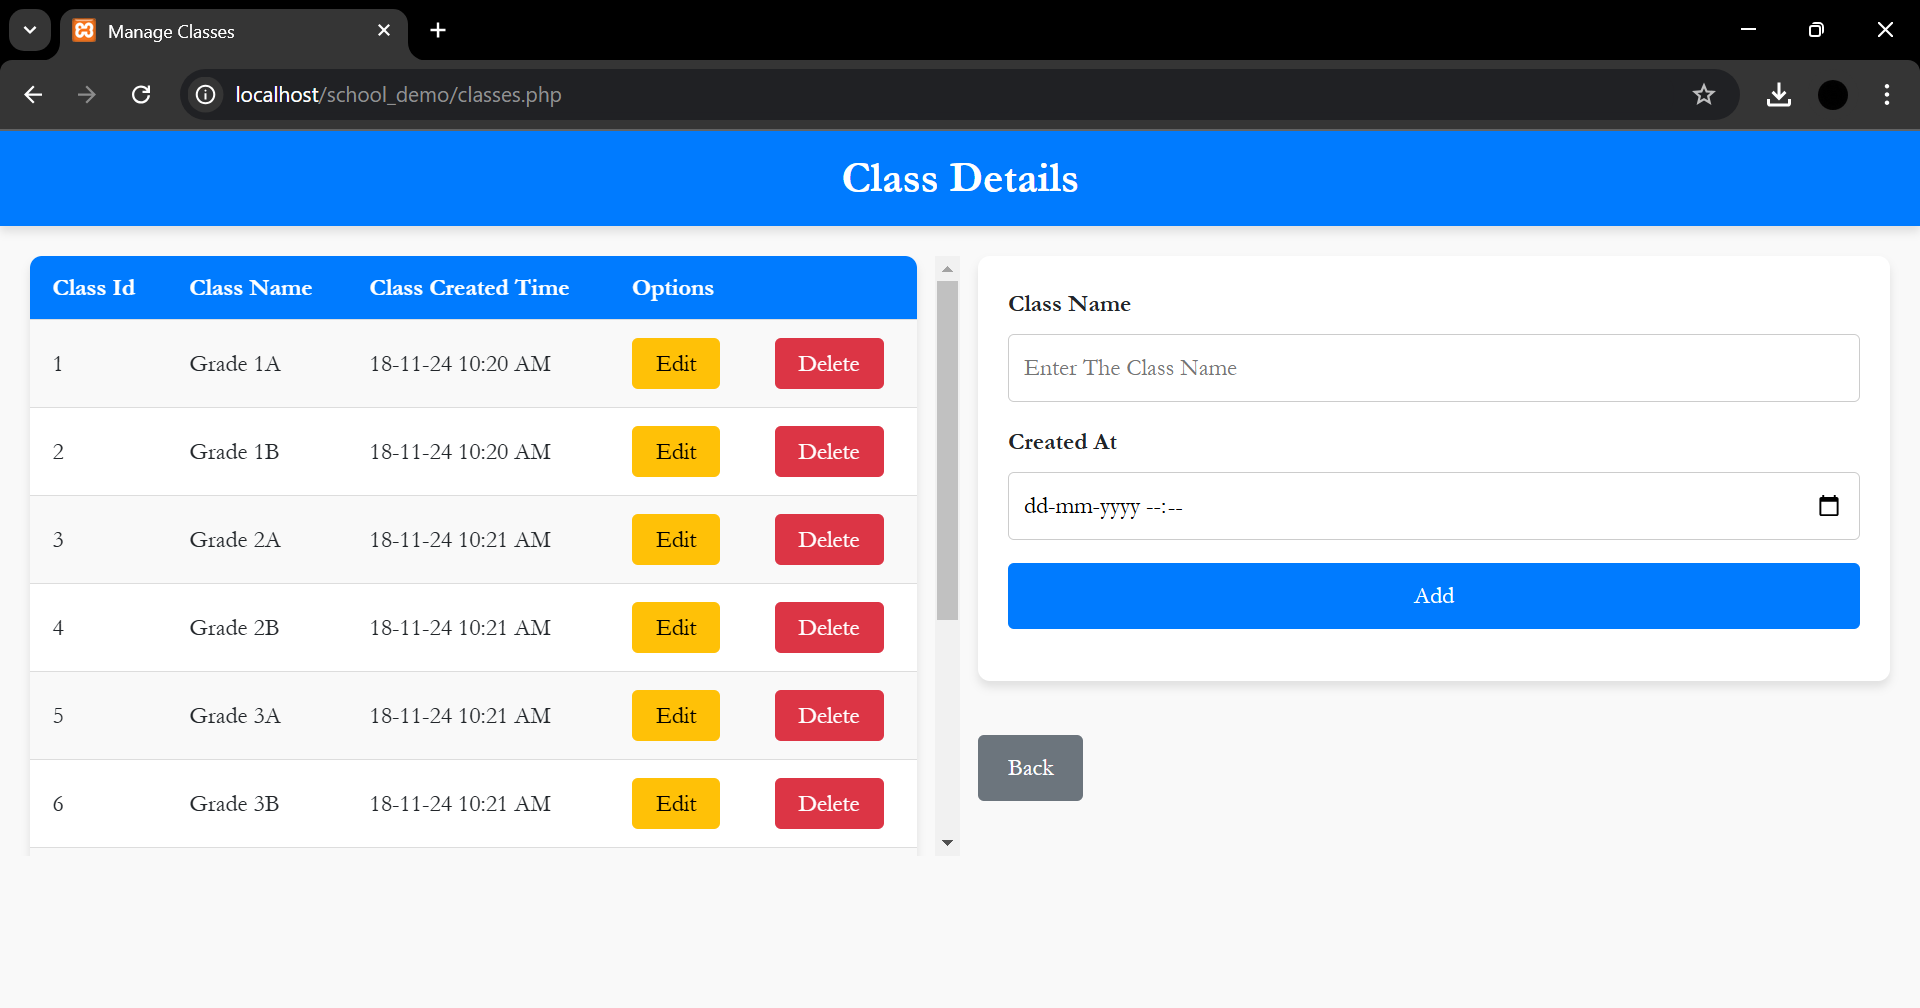 Manage Classes
localhost/school_demo/classes.php
Class Details
Class Id Class Name Class Created Time Options
1 Grade 1A 18-11-24 10:20 AM Edit Delete
2 Grade 1B 18-11-24 10:20 AM Edit Delete
3 Grade 2A 18-11-24 10:21 AM Edit Delete
4 Grade 2B 18-11-24 10:21 AM Edit Delete
5 Grade 3A 18-11-24 10:21 AM Edit Delete
6 Grade 3B 18-11-24 10:21 AM Edit Delete
Class Name
Enter The Class Name
Created At
dd-mm-yyyy --:--
Add
Back